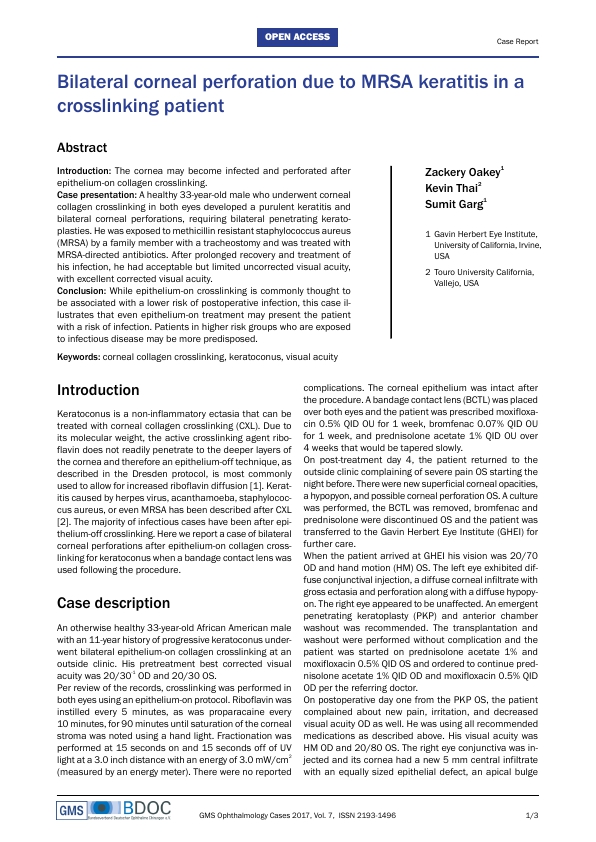 OPEN ACCESS
Case Report
Bilateral corneal perforation due to MRSA keratitis in a
crosslinking patient
Abstract
Introduction: The cornea may become infected and perforated after
epithelium-on collagen crosslinking.
Case presentation: A healthy 33-year-old male who underwent corneal
collagen crosslinking in both eyes developed a purulent keratitis and
bilateral corneal perforations, requiring bilateral penetrating kerato-
plasties. He was exposed to methicillin resistant staphylococcus aureus
(MRSA) by a family member with a tracheostomy and was treated with
MRSA-directed antibiotics. After prolonged recovery and treatment of
his infection, he had acceptable but limited uncorrected visual acuity,
with excellent corrected visual acuity.
Conclusion: While epithelium-on crosslinking is commonly thought to
be associated with a lower risk of postoperative infection, this case il-
lustrates that even epithelium-on treatment may present the patient
with a risk of infection. Patients in higher risk groups who are exposed
to infectious disease may be more predisposed.
Keywords: corneal collagen crosslinking, keratoconus, visual acuity
Zackery Oakey1
Kevin Thai2
Sumit Garg1
1 Gavin Herbert Eye Institute,
University of California, Irvine,
USA
2 Touro University California,
Vallejo, USA
Introduction
Keratoconus is a non-inflammatory ectasia that can be
treated with corneal collagen crosslinking (CXL). Due to
its molecular weight, the active crosslinking agent ribo-
flavin does not readily penetrate to the deeper layers of
the cornea and therefore an epithelium-off technique, as
described in the Dresden protocol, is most commonly
used to allow for increased riboflavin diffusion [1]. Kerat-
itis caused by herpes virus, acanthamoeba, staphylococ-
cus aureus, or even MRSA has been described after CXL
[2]. The majority of infectious cases have been after epi-
thelium-off crosslinking. Here we report a case of bilateral
corneal perforations after epithelium-on collagen cross-
linking for keratoconus when a bandage contact lens was
used following the procedure.
Case description
An otherwise healthy 33-year-old African American male
with an 11-year history of progressive keratoconus under-
went bilateral epithelium-on collagen crosslinking at an
outside clinic. His pretreatment best corrected visual
acuity was 20/30-1 OD and 20/30 OS.
Per review of the records, crosslinking was performed in
both eyes using an epithelium-on protocol. Riboflavin was
instilled every 5 minutes, as was proparacaine every
10 minutes, for 90 minutes until saturation of the corneal
stroma was noted using a hand light. Fractionation was
performed at 15 seconds on and 15 seconds off of UV
light at a 3.0 inch distance with an energy of 3.0 mW/cm2
(measured by an energy meter). There were no reported
complications. The corneal epithelium was intact after
the procedure. A bandage contact lens (BCTL) was placed
over both eyes and the patient was prescribed moxifloxa-
cin 0.5% QID OU for 1 week, bromfenac 0.07% QID OU
for 1 week, and prednisolone acetate 1% QID OU over
4 weeks that would be tapered slowly.
On post-treatment day 4, the patient returned to the
outside clinic complaining of severe pain OS starting the
night before. There were new superficial corneal opacities,
a hypopyon, and possible corneal perforation OS. A culture
was performed, the BCTL was removed, bromfenac and
prednisolone were discontinued OS and the patient was
transferred to the Gavin Herbert Eye Institute (GHEI) for
further care.
When the patient arrived at GHEI his vision was 20/70
OD and hand motion (HM) OS. The left eye exhibited dif-
fuse conjunctival injection, a diffuse corneal infiltrate with
gross ectasia and perforation along with a diffuse hypopy-
on. The right eye appeared to be unaffected. An emergent
penetrating keratoplasty (PKP) and anterior chamber
washout was recommended. The transplantation and
washout were performed without complication and the
patient was started on prednisolone acetate 1% and
moxifloxacin 0.5% QID OS and ordered to continue pred-
nisolone acetate 1% QID OD and moxifloxacin 0.5% QID
OD per the referring doctor.
On postoperative day one from the PKP OS, the patient
complained about new pain, irritation, and decreased
visual acuity OD as well. He was using all recommended
medications as described above. His visual acuity was
HM OD and 20/80 OS. The right eye conjunctiva was in-
jected and its cornea had a new 5 mm central infiltrate
with an equally sized epithelial defect, an apical bulge
GMS
BDOC
Bundesverband Deutscher Ophthalmo Chirurgen e.V.
GMS Ophthalmology Cases 2017, Vol. 7, ISSN 2193-1496
1/3